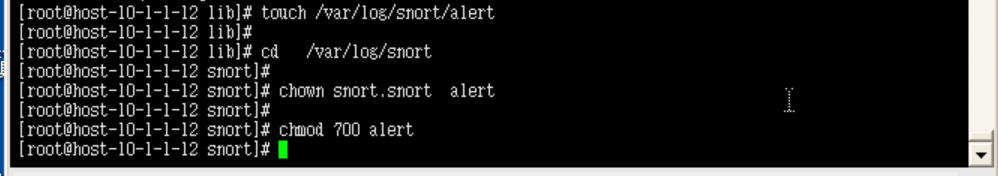 [root@host-10-1-1-12 lib]# touch /var/log/snort/alert
[root@host-10-1-1-12 lib]#
[root@host-10-1-1-12 lib]# cd   /var/log/snort
[root@host-10-1-1-12 snort]#
[root@host-10-1-1-12 snort]# chown snort.snort  alert
[root@host-10-1-1-12 snort]#
[root@host-10-1-1-12 snort]# chmod 700 alert
[root@host-10-1-1-12 snort]#